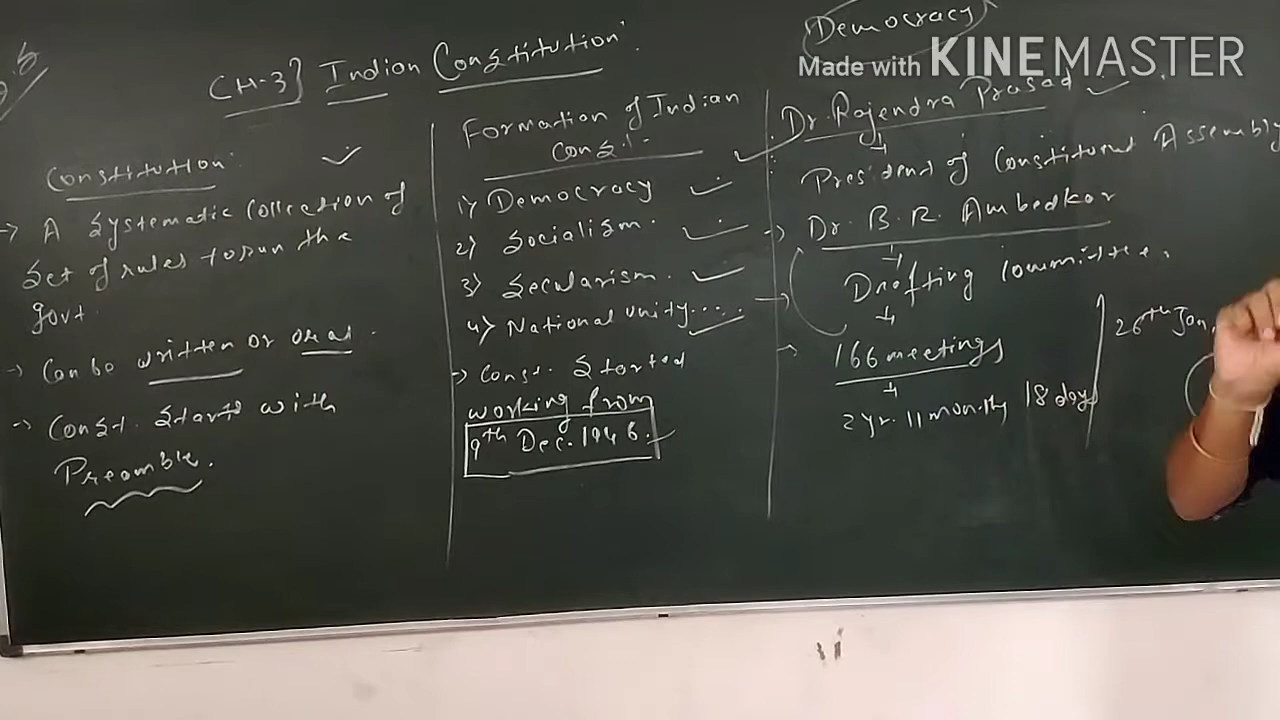 CH-3] Indian Constitution:
Constitution:
→ A systematic collection of
set of rules to run the
govt.
→ Can be written or oral.
→ Const. starts with
Preamble.
Formation of Indian
Const.
1) Democracy
2) Socialism.
3) Secularism.
4) National unity....
→ Const. started
working from
9th Dec. 1946.
Democracy
Made with KINEMASTER
Dr. Rajendra Prasad
President of Constituent Assembly
→ Dr. B. R. Ambedkar
Drafting Committee.
→ 166 meetings
2 yr. 11 months 18 days
26th Jan.